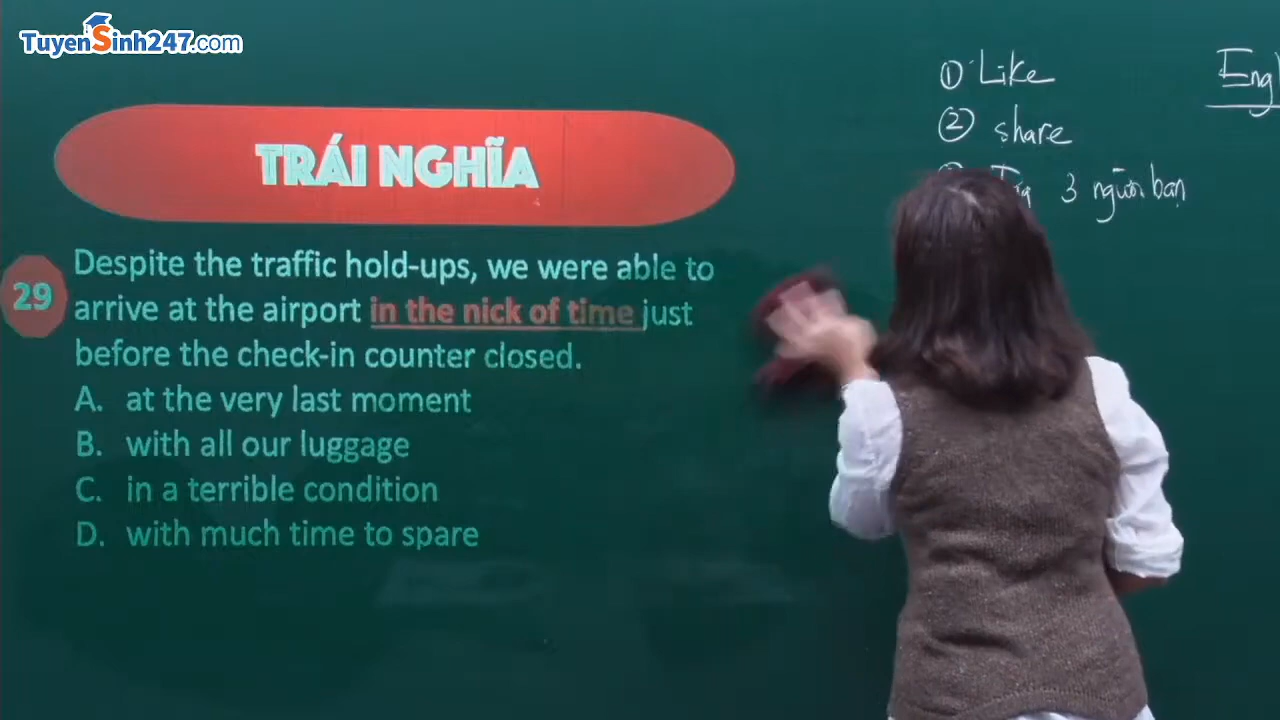 TuyenSinh247.com
① Like
Eng
② share
3 người bạn
TRÁI NGHĨA
29
Despite the traffic hold-ups, we were able to
arrive at the airport in the nick of time just
before the check-in counter closed.
A. at the very last moment
B. with all our luggage
C. in a terrible condition
D. with much time to spare